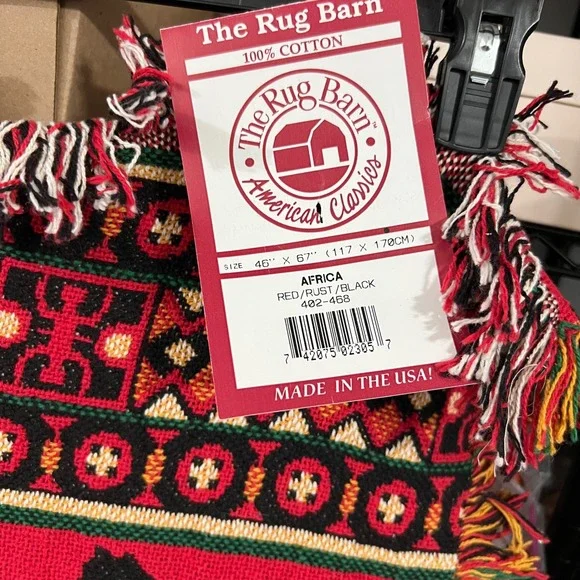 The Rug Barn
100% COTTON
The Rug Barn™
American Classics
SIZE 46" X 67" (117 X 170CM)
AFRICA
RED/RUST/BLACK
402-468
7 42075 02305 7
MADE IN THE USA!